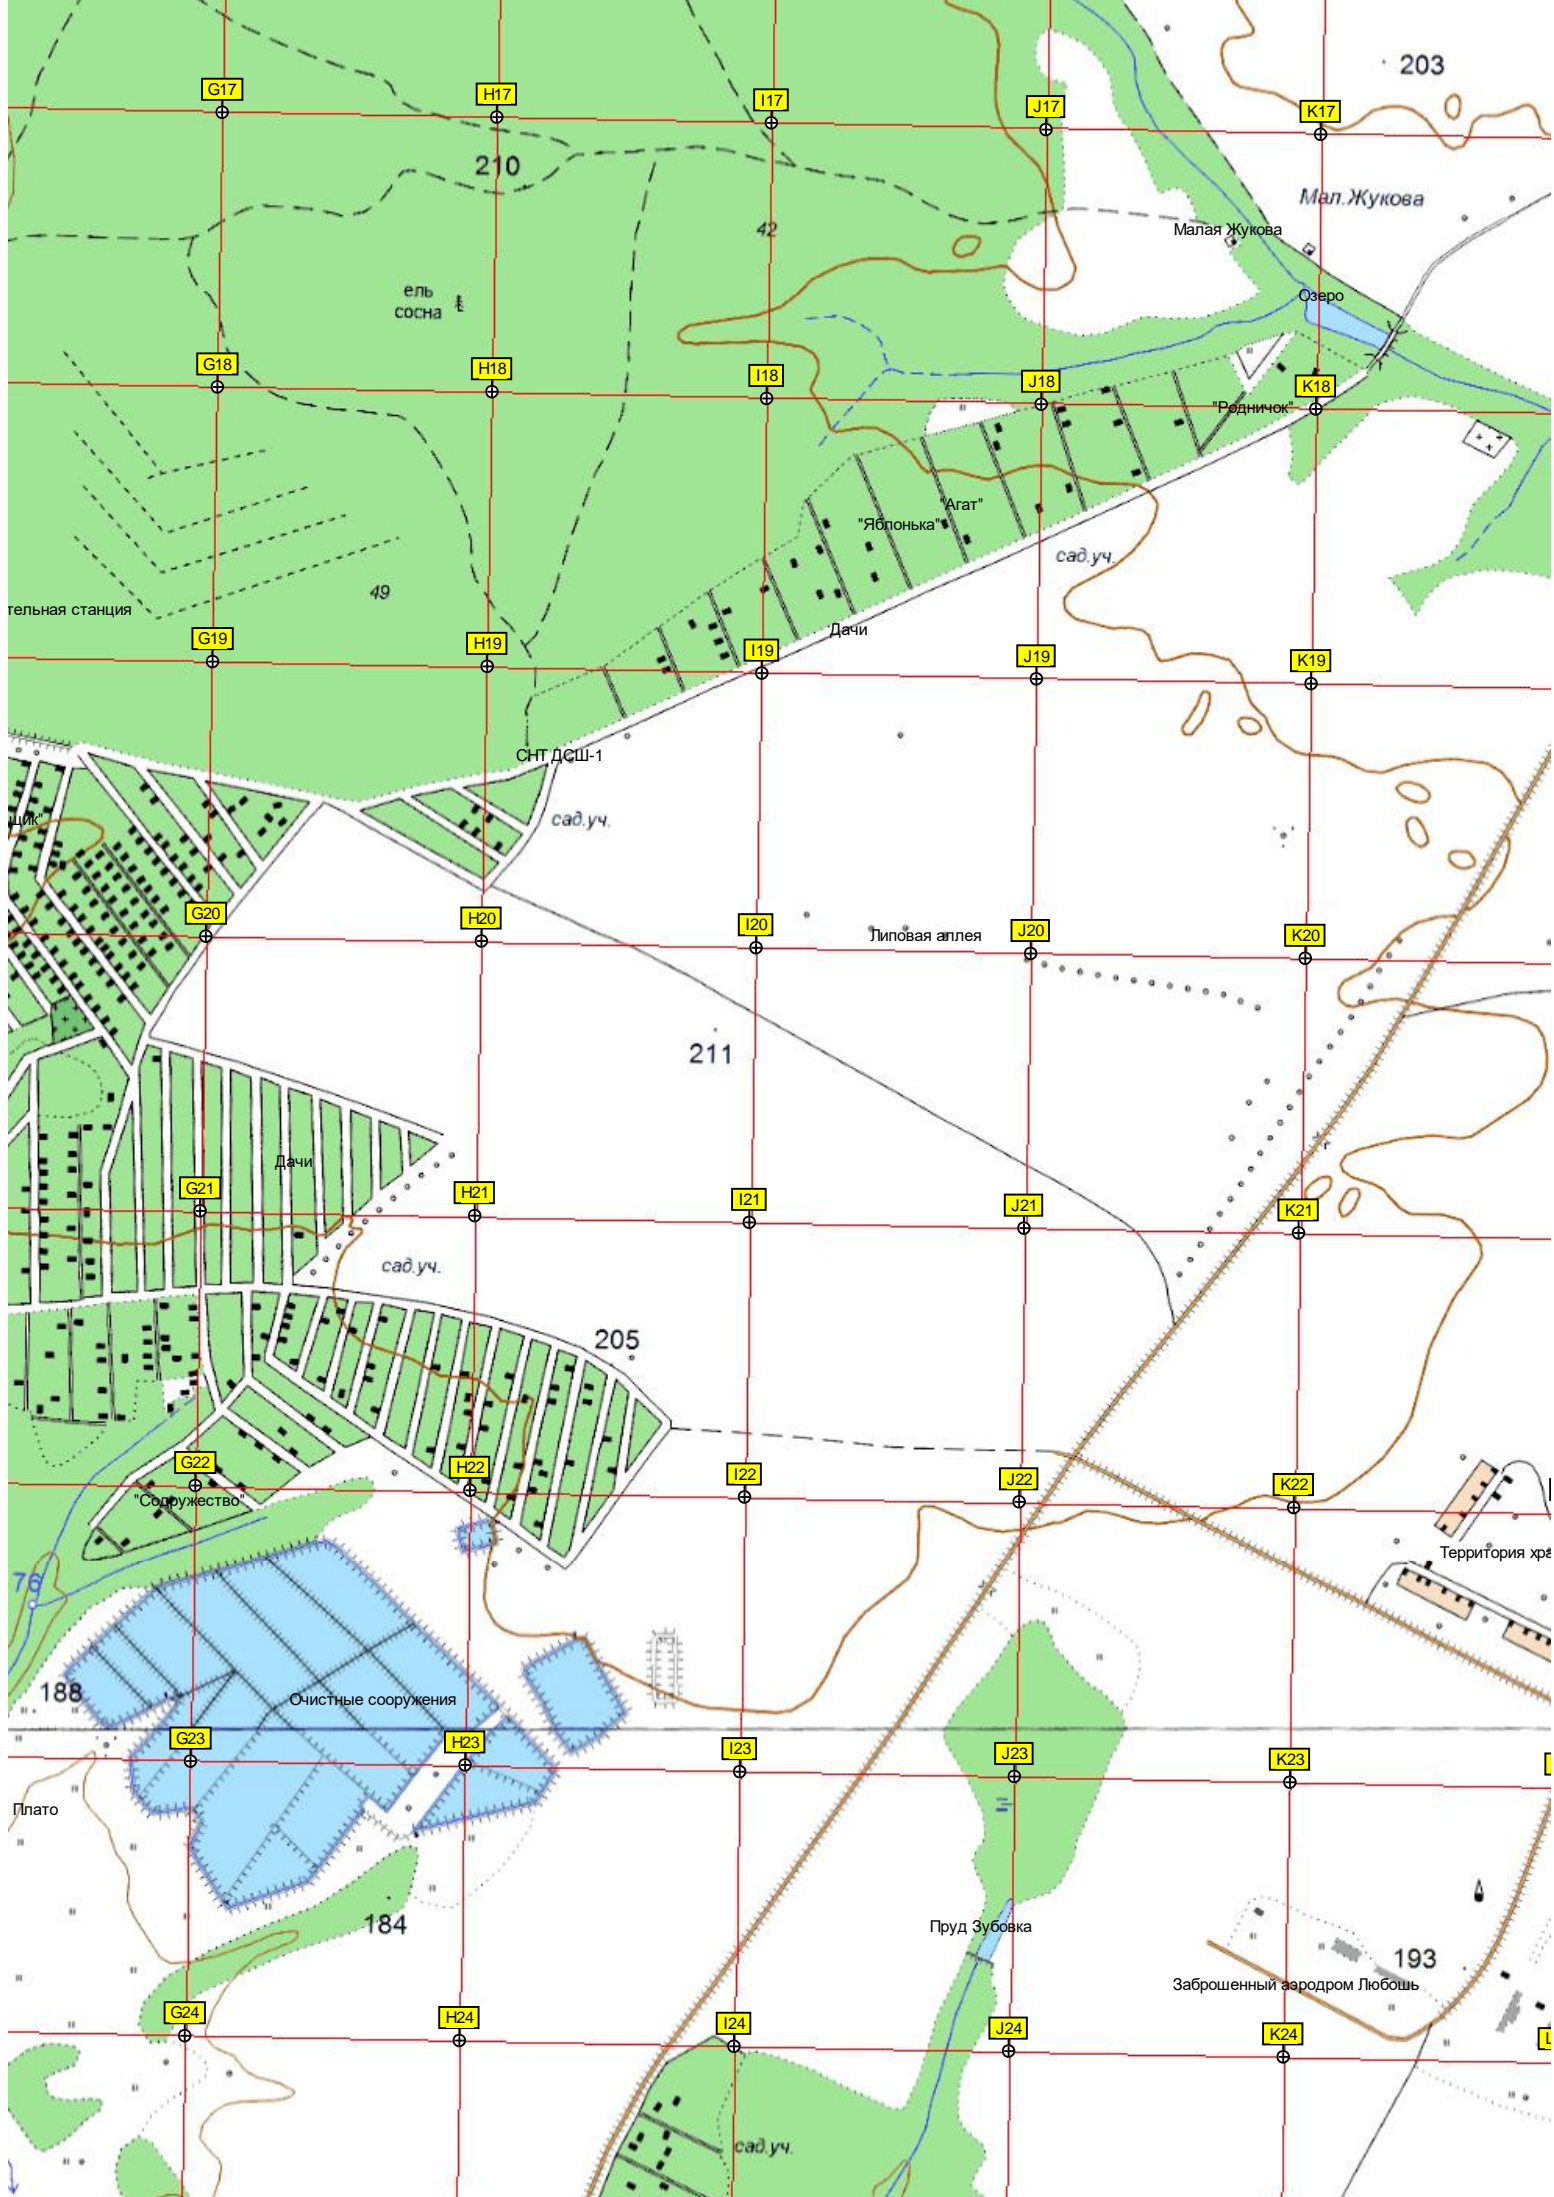 203
G17
H17
I17
J17
K17
210
Мал.Жукова
42
Малая Жукова
ель
сосна
Озеро
G18
H18
I18
J18
K18
"Родничок"
"Агат"
"Яблонька"
сад.уч.
49
тельная станция
Дачи
G19
H19
I19
J19
K19
СНТ ДСШ-1
сад.уч.
щик"
G20
H20
I20
J20
K20
Липовая аллея
211
Дачи
G21
H21
I21
J21
K21
сад.уч.
205
G22
H22
I22
J22
K22
"Содружество"
Территория хра
76
188
Очистные сооружения
G23
H23
I23
J23
K23
Плато
184
Пруд Зубовка
193
Заброшенный аэродром Любошь
G24
H24
I24
J24
K24
L
сад.уч.